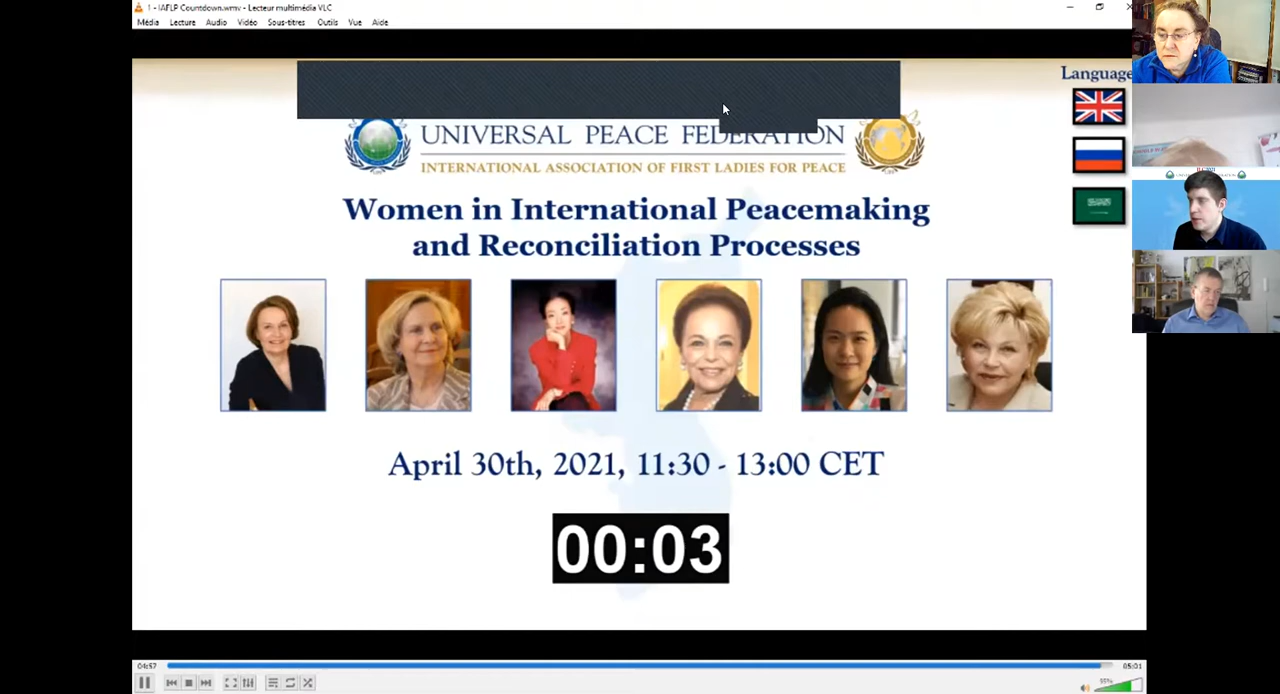 1 - IAFLP Countdown.wmv - Lecteur multimédia VLC
Média Lecture Audio Vidéo Sous-titres Outils Vue Aide
Language
UNIVERSAL PEACE FEDERATION
INTERNATIONAL ASSOCIATION OF FIRST LADIES FOR PEACE
Women in International Peacemaking
and Reconciliation Processes
April 30th, 2021, 11:30 - 13:00 CET
00:03
04:57
05:01
95%